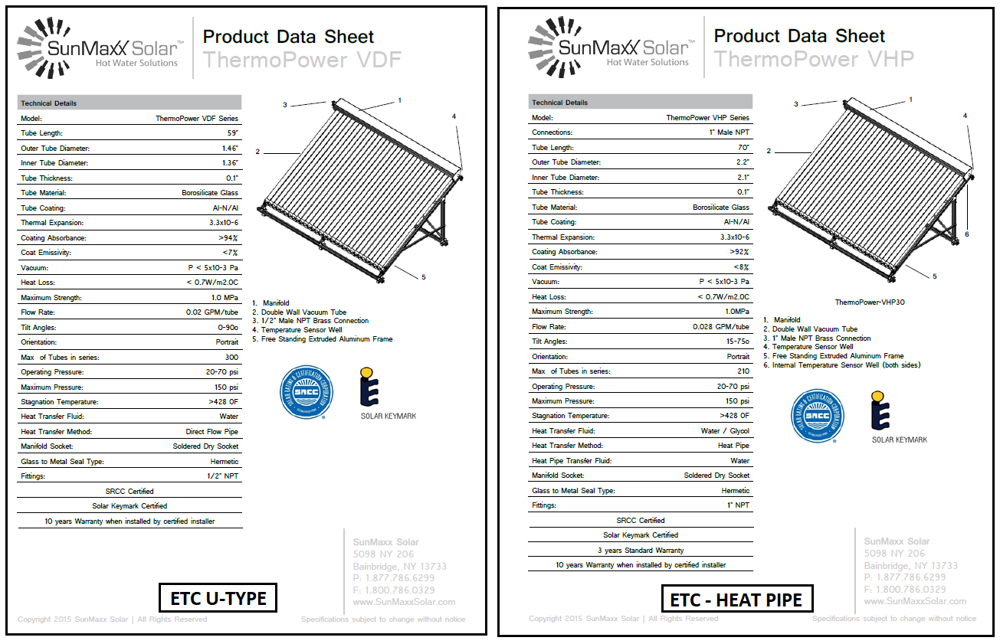 SunMaxx Solar™
Hot Water Solutions
Product Data Sheet
ThermoPower VDF
Technical Details
Model: ThermoPower VDF Series
Tube Length: 59"
Outer Tube Diameter: 1.46"
Inner Tube Diameter: 1.36"
Tube Thickness: 0.1"
Tube Material: Borosilicate Glass
Tube Coating: Al-N/Al
Thermal Expansion: 3.3x10-6
Coating Absorbance: >94%
Coat Emissivity: <7%
Vacuum: P < 5x10-3 Pa
Heat Loss: < 0.7W/m2.0C
Maximum Strength: 1.0 MPa
Flow Rate: 0.02 GPM/tube
Tilt Angles: 0-90o
Orientation: Portrait
Max of Tubes in series: 300
Operating Pressure: 20-70 psi
Maximum Pressure: 150 psi
Stagnation Temperature: >428 0F
Heat Transfer Fluid: Water
Heat Transfer Method: Direct Flow Pipe
Manifold Socket: Soldered Dry Socket
Glass to Metal Seal Type: Hermetic
Fittings: 1/2" NPT
SRCC Certified
Solar Keymark Certified
10 years Warranty when installed by certified installer
3
1
4
2
5
1. Manifold
2. Double Wall Vacuum Tube
3. 1/2" Male NPT Brass Connection
4. Temperature Sensor Well
5. Free Standing Extruded Aluminum Frame
SOLAR RATING & CERTIFICATION CORPORATION
SRCC
ESTABLISHED 1980
SOLAR KEYMARK
SunMaxx Solar
5098 NY 206
Bainbridge, NY 13733
P: 1.877.786.6299
F: 1.800.786.0329
www.SunMaxxSolar.com
ETC U-TYPE
Copyright 2015 SunMaxx Solar | All Rights Reserved
Specifications subject to change without notice
SunMaxx Solar™
Hot Water Solutions
Product Data Sheet
ThermoPower VHP
Technical Details
Model: ThermoPower VHP Series
Connections: 1" Male NPT
Tube Length: 70"
Outer Tube Diameter: 2.2"
Inner Tube Diameter: 2.1"
Tube Thickness: 0.1"
Tube Material: Borosilicate Glass
Tube Coating: Al-N/Al
Thermal Expansion: 3.3x10-6
Coating Absorbance: >92%
Coat Emissivity: <8%
Vacuum: P < 5x10-3 Pa
Heat Loss: < 0.7W/m2.0C
Maximum Strength: 1.0MPa
Flow Rate: 0.028 GPM/tube
Tilt Angles: 15-75o
Orientation: Portrait
Max of Tubes in series: 210
Operating Pressure: 20-70 psi
Maximum Pressure: 150 psi
Stagnation Temperature: >428 0F
Heat Transfer Fluid: Water / Glycol
Heat Transfer Method: Heat Pipe
Heat Pipe Transfer Fluid: Water
Manifold Socket: Soldered Dry Socket
Glass to Metal Seal Type: Hermetic
Fittings: 1" NPT
SRCC Certified
Solar Keymark Certified
3 years Standard Warranty
10 years Warranty when installed by certified installer
3
1
4
2
6
5
ThermoPower-VHP30
1. Manifold
2. Double Wall Vacuum Tube
3. 1" Male NPT Brass Connection
4. Temperature Sensor Well
5. Free Standing Extruded Aluminum Frame
6. Internal Temperature Sensor Well (both sides)
SOLAR RATING & CERTIFICATION CORPORATION
SRCC
ESTABLISHED 1980
SOLAR KEYMARK
SunMaxx Solar
5098 NY 206
Bainbridge, NY 13733
P: 1.877.786.6299
F: 1.800.786.0329
www.SunMaxxSolar.com
ETC - HEAT PIPE
Copyright 2015 SunMaxx Solar | All Rights Reserved
Specifications subject to change without notice